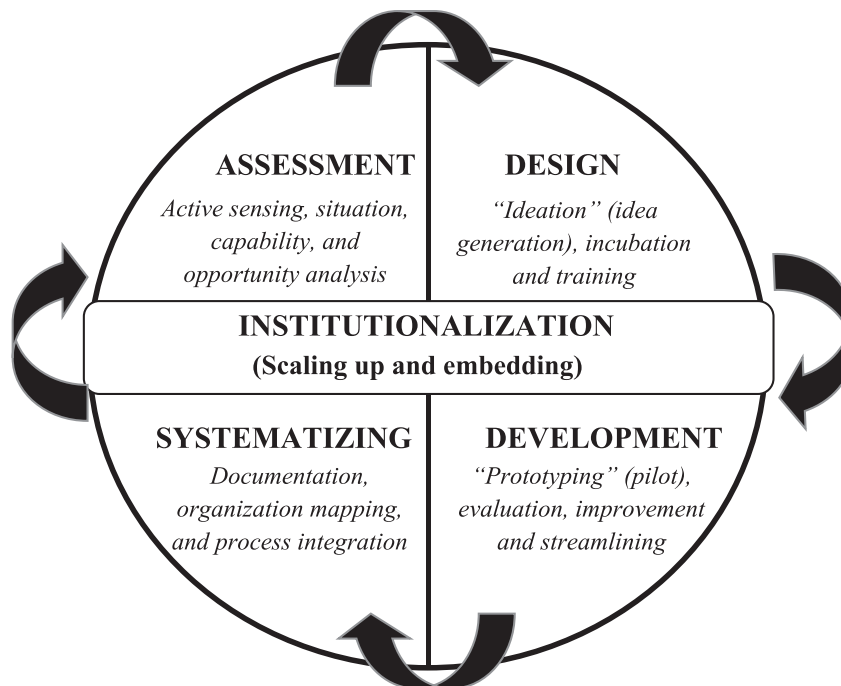 ASSESSMENT
Active sensing, situation,
capability, and
opportunity analysis
DESIGN
“Ideation” (idea
generation), incubation
and training
INSTITUTIONALIZATION
(Scaling up and embedding)
SYSTEMATIZING
Documentation,
organization mapping,
and process integration
DEVELOPMENT
“Prototyping” (pilot),
evaluation, improvement
and streamlining